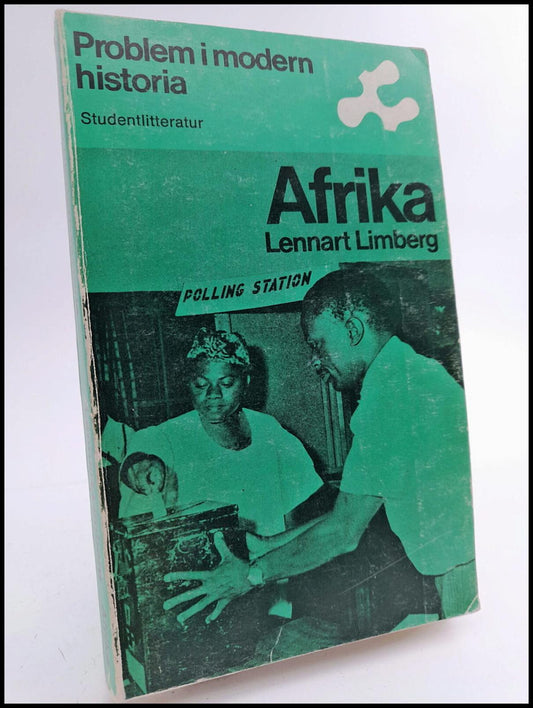 Problem i modern
historia
Studentlitteratur
Afrika
Lennart Limberg
POLLING STATION